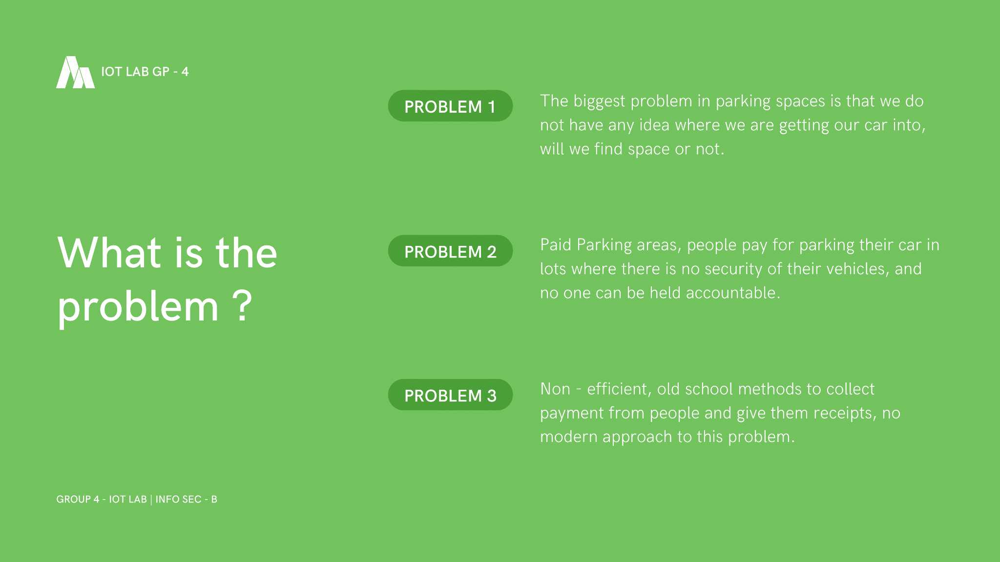 IOT LAB GP - 4
What is the
problem ?
PROBLEM 1
The biggest problem in parking spaces is that we do
not have any idea where we are getting our car into,
will we find space or not.
PROBLEM 2
Paid Parking areas, people pay for parking their car in
lots where there is no security of their vehicles, and
no one can be held accountable.
PROBLEM 3
Non - efficient, old school methods to collect
payment from people and give them receipts, no
modern approach to this problem.
GROUP 4 - IOT LAB | INFO SEC - B